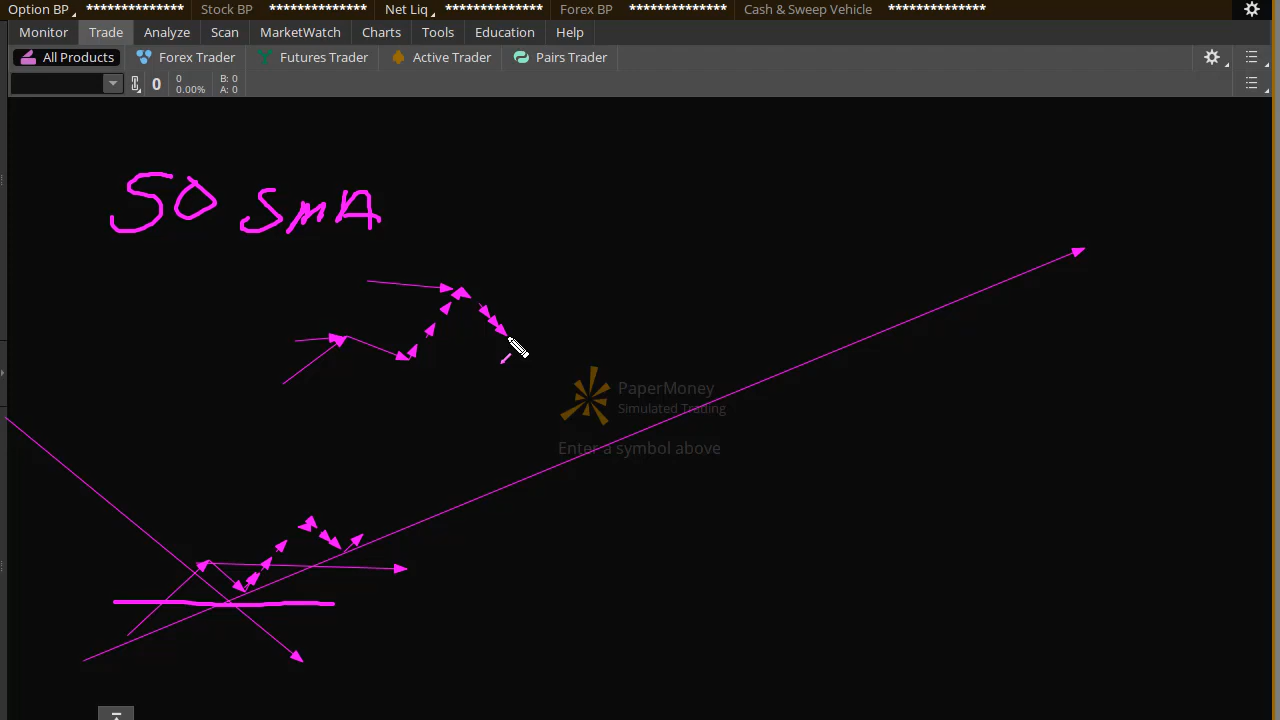 Option BP ************** Stock BP ************** Net Liq ************** Forex BP ************** Cash & Sweep Vehicle **************
Monitor Trade Analyze Scan MarketWatch Charts Tools Education Help
All Products Forex Trader Futures Trader Active Trader Pairs Trader
0 0 B: 0
0.00% A: 0
50 SMA
PaperMoney
Simulated Trading
Enter a symbol above